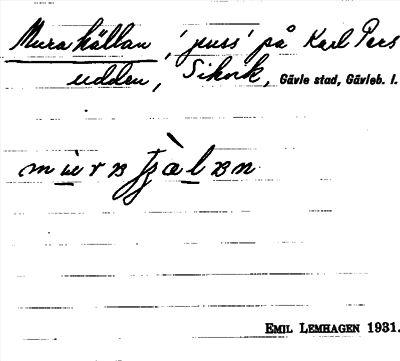 Murakällan, 'puss' på Karl Pers
udden, Sikvik, Gävle stad, Gävleb. l.
EMIL LEMHAGEN 1931.